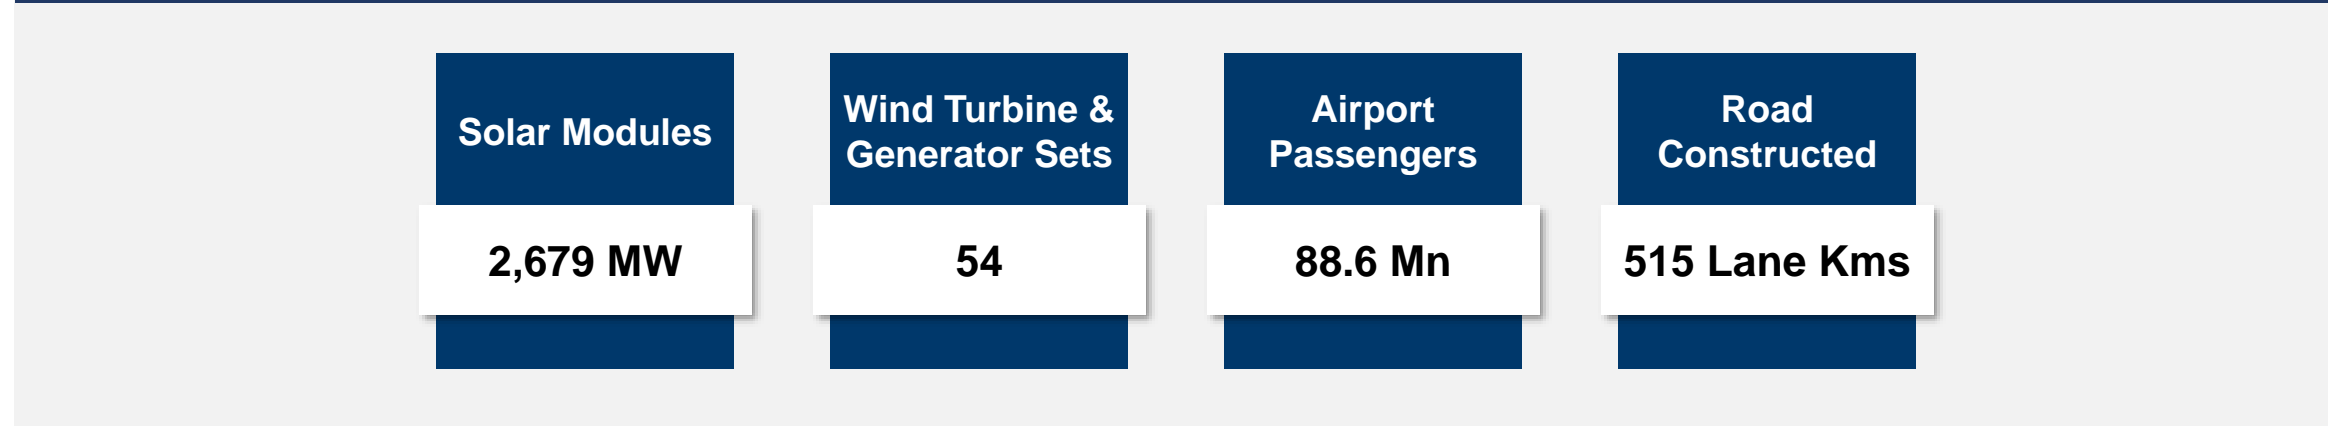 Solar Modules
2,679 MW
Wind Turbine &
Generator Sets
54
Airport
Passengers
88.6 Mn
Road
Constructed
515 Lane Kms